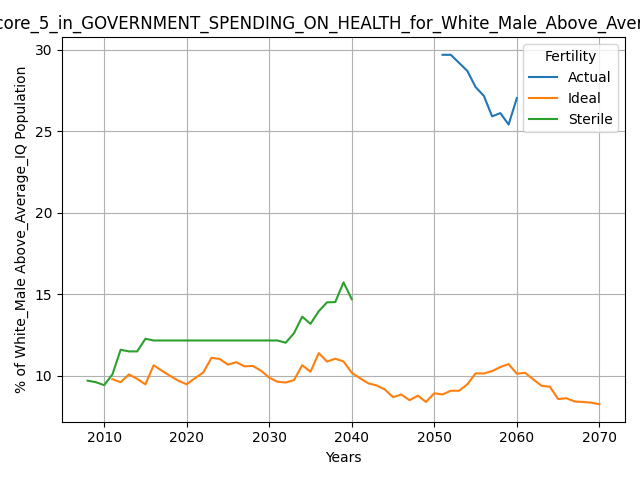 core_5_in_GOVERNMENT_SPENDING_ON_HEALTH_for_White_Male_Above_Aver
% of White_Male Above_Average_IQ Population
30
25
20
15
10
Fertility
Actual
Ideal
Sterile
2010 2020 2030 2040 2050 2060 2070
Years